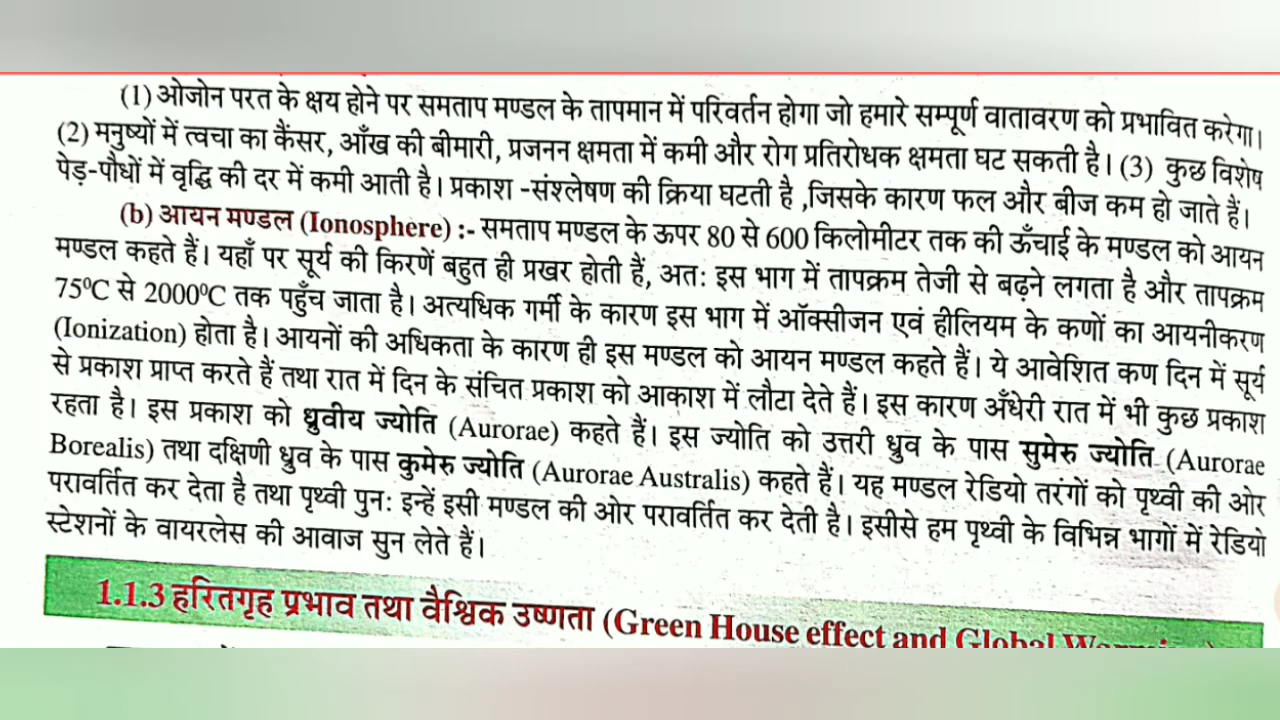 (1) ओजोन परत के क्षय होने पर समताप मण्डल के तापमान में परिवर्तन होगा जो हमारे सम्पूर्ण वातावरण को प्रभावित करेगा।
(2) मनुष्यों में त्वचा का कैंसर, आँख की बीमारी, प्रजनन क्षमता में कमी और रोग प्रतिरोधक क्षमता घट सकती है। (3) कुछ विशेष
पेड़-पौधों में वृद्धि की दर में कमी आती है। प्रकाश -संश्लेषण की क्रिया घटती है ,जिसके कारण फल और बीज कम हो जाते हैं।
(b) आयन मण्डल (Ionosphere) :- समताप मण्डल के ऊपर 80 से 600 किलोमीटर तक की ऊँचाई के मण्डल को आयन
मण्डल कहते हैं। यहाँ पर सूर्य की किरणें बहुत ही प्रखर होती हैं, अतः इस भाग में तापक्रम तेजी से बढ़ने लगता है और तापक्रम
75⁰C से 2000⁰C तक पहुँच जाता है। अत्यधिक गर्मी के कारण इस भाग में ऑक्सीजन एवं हीलियम के कणों का आयनीकरण
(Ionization) होता है। आयनों की अधिकता के कारण ही इस मण्डल को आयन मण्डल कहते हैं। ये आवेशित कण दिन में सूर्य
से प्रकाश प्राप्त करते हैं तथा रात में दिन के संचित प्रकाश को आकाश में लौटा देते हैं। इस कारण अँधेरी रात में भी कुछ प्रकाश
रहता है। इस प्रकाश को ध्रुवीय ज्योति (Aurorae) कहते हैं। इस ज्योति को उत्तरी ध्रुव के पास सुमेरु ज्योति (Aurorae
Borealis) तथा दक्षिणी ध्रुव के पास कुमेरु ज्योति (Aurorae Australis) कहते हैं। यह मण्डल रेडियो तरंगों को पृथ्वी की ओर
परावर्तित कर देता है तथा पृथ्वी पुनः इन्हें इसी मण्डल की ओर परावर्तित कर देती है। इसीसे हम पृथ्वी के विभिन्न भागों में रेडियो
स्टेशनों के वायरलेस की आवाज सुन लेते हैं।
1.1.3 हरितगृह प्रभाव तथा वैश्विक उष्णता (Green House effect and Global